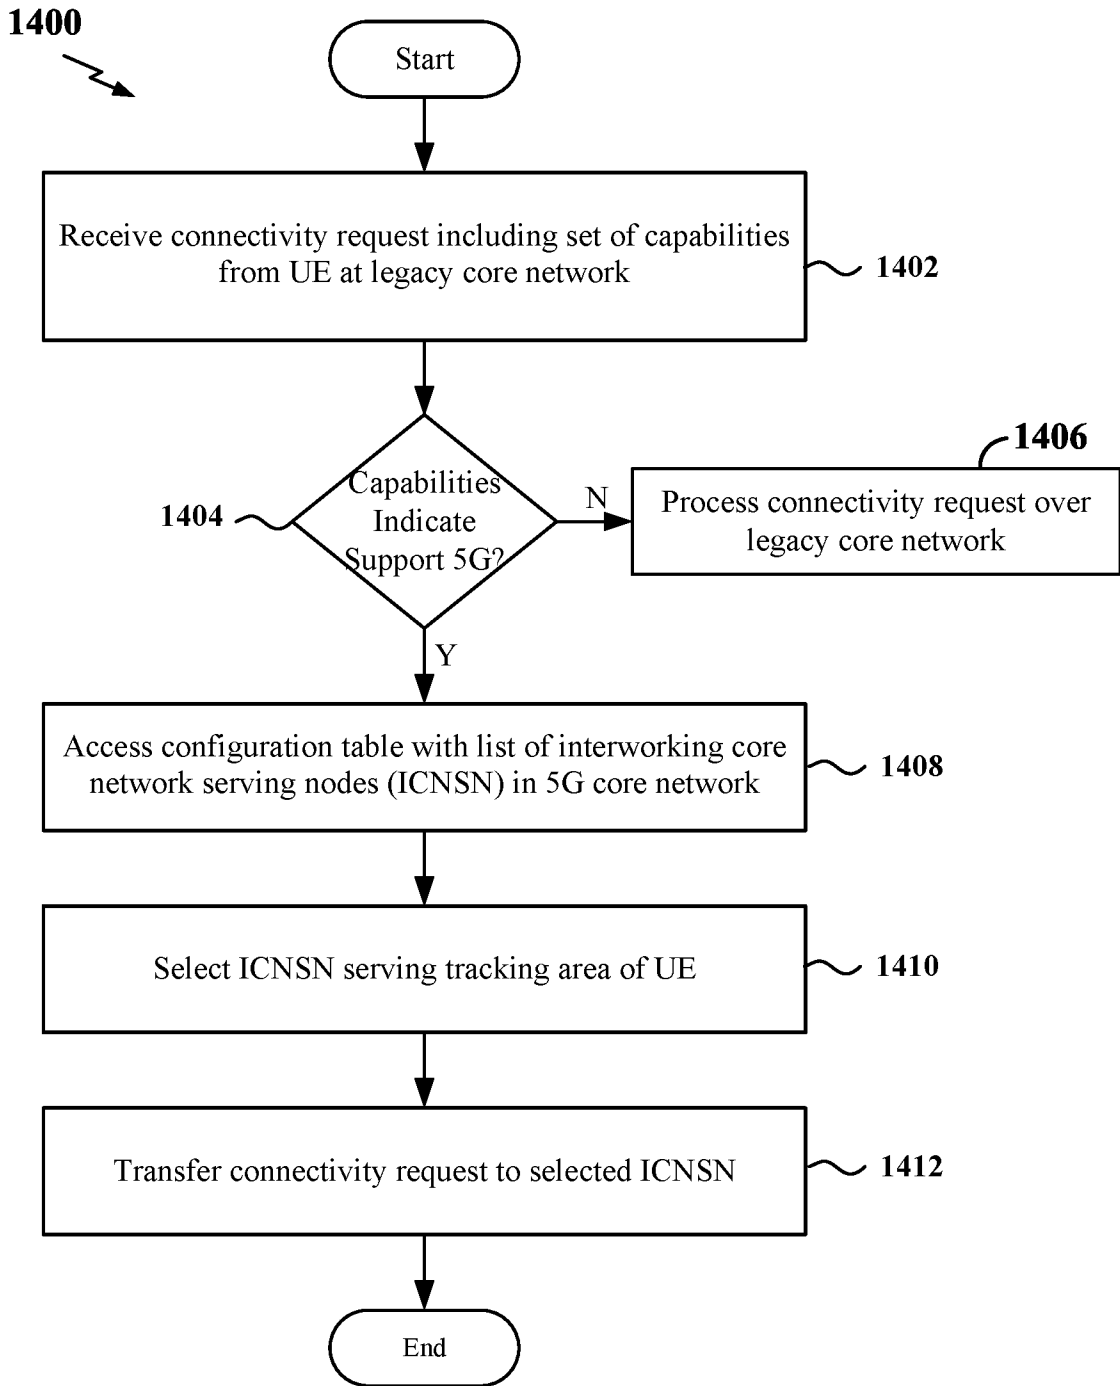 1400
Start
Receive connectivity request including set of capabilities
from UE at legacy core network
1402
Capabilities
Indicate
Support 5G?
1404
N
1406
Process connectivity request over
legacy core network
Y
Access configuration table with list of interworking core
network serving nodes (ICNSN) in 5G core network
1408
Select ICNSN serving tracking area of UE
1410
Transfer connectivity request to selected ICNSN
1412
End